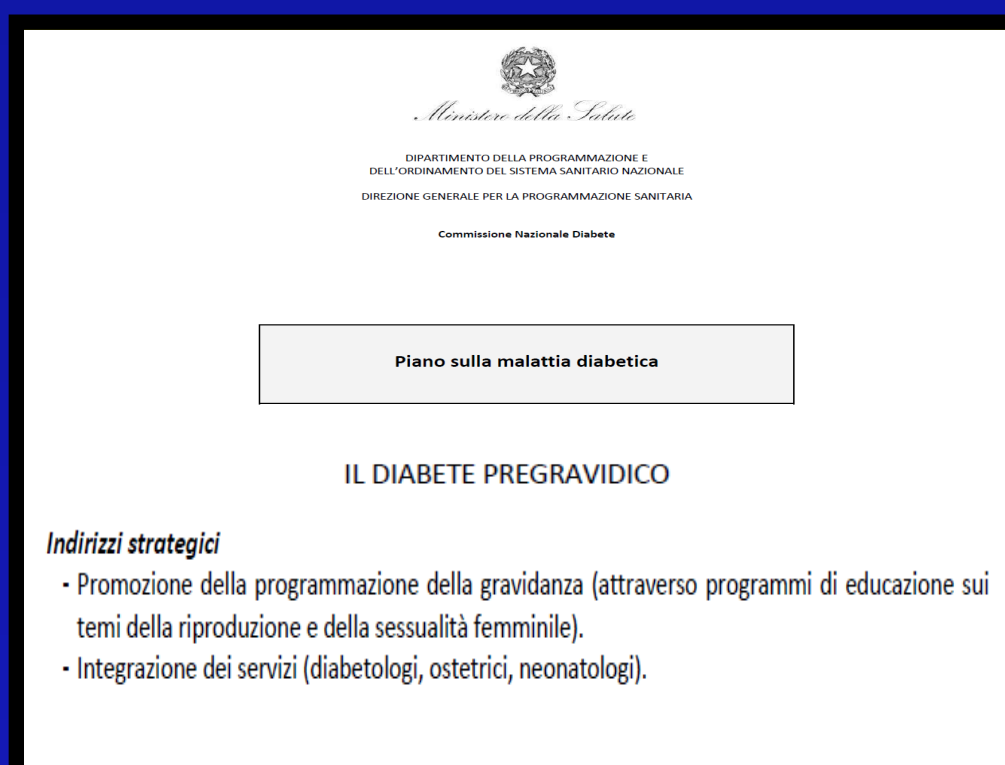 Ministero della Salute
DIPARTIMENTO DELLA PROGRAMMAZIONE E
DELL'ORDINAMENTO DEL SISTEMA SANITARIO NAZIONALE
DIREZIONE GENERALE PER LA PROGRAMMAZIONE SANITARIA
Commissione Nazionale Diabete
Piano sulla malattia diabetica
IL DIABETE PREGRAVIDICO
Indirizzi strategici
- Promozione della programmazione della gravidanza (attraverso programmi di educazione sui
temi della riproduzione e della sessualità femminile).
- Integrazione dei servizi (diabetologi, ostetrici, neonatologi).